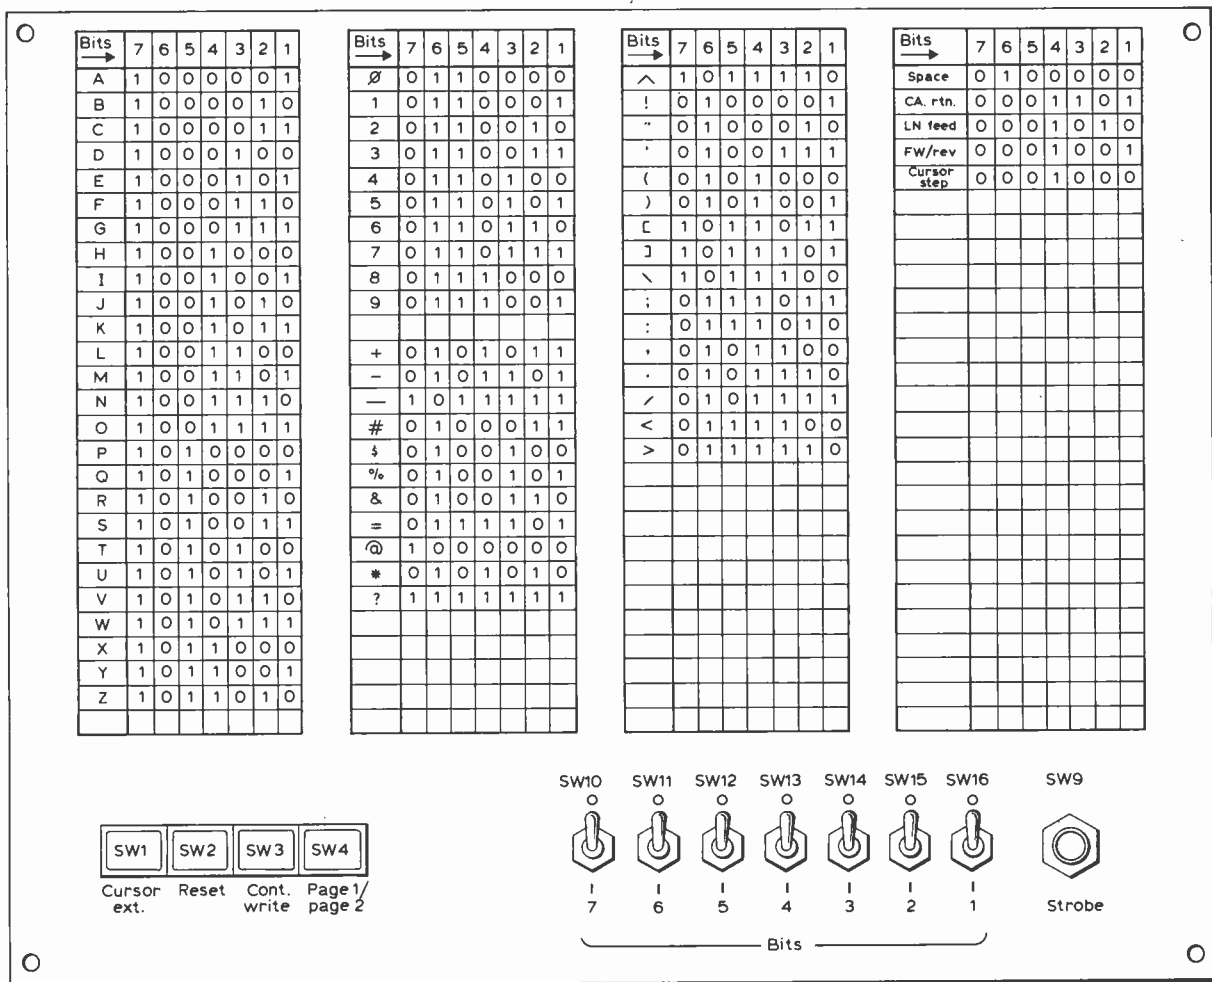 Bits 7 6 5 4 3 2 1
A 1 0 0 0 0 0 1
B 1 0 0 0 0 1 0
C 1 0 0 0 0 1 1
D 1 0 0 0 1 0 0
E 1 0 0 0 1 0 1
F 1 0 0 0 1 1 0
G 1 0 0 0 1 1 1
H 1 0 0 1 0 0 0
I 1 0 0 1 0 0 1
J 1 0 0 1 0 1 0
K 1 0 0 1 0 1 1
L 1 0 0 1 1 0 0
M 1 0 0 1 1 0 1
N 1 0 0 1 1 1 0
O 1 0 0 1 1 1 1
P 1 0 1 0 0 0 0
Q 1 0 1 0 0 0 1
R 1 0 1 0 0 1 0
S 1 0 1 0 0 1 1
T 1 0 1 0 1 0 0
U 1 0 1 0 1 0 1
V 1 0 1 0 1 1 0
W 1 0 1 0 1 1 1
X 1 0 1 1 0 0 0
Y 1 0 1 1 0 0 1
Z 1 0 1 1 0 1 0
Bits 7 6 5 4 3 2 1
Ø 0 1 1 0 0 0 0
1 0 1 1 0 0 0 1
2 0 1 1 0 0 1 0
3 0 1 1 0 0 1 1
4 0 1 1 0 1 0 0
5 0 1 1 0 1 0 1
6 0 1 1 0 1 1 0
7 0 1 1 0 1 1 1
8 0 1 1 1 0 0 0
9 0 1 1 1 0 0 1
+ 0 1 0 1 0 1 1
- 0 1 0 1 1 0 1
— 1 0 1 1 1 1 1
# 0 1 0 0 0 1 1
$ 0 1 0 0 1 0 0
% 0 1 0 0 1 0 1
& 0 1 0 0 1 1 0
= 0 1 1 1 1 0 1
@ 1 0 0 0 0 0 0
* 0 1 0 1 0 1 0
? 1 1 1 1 1 1 1
Bits 7 6 5 4 3 2 1
^ 1 0 1 1 1 1 0
! 0 1 0 0 0 0 1
" 0 1 0 0 0 1 0
' 0 1 0 0 1 1 1
( 0 1 0 1 0 0 0
) 0 1 0 1 0 0 1
[ 1 0 1 1 0 1 1
] 1 0 1 1 1 0 1
\ 1 0 1 1 1 0 0
; 0 1 1 1 0 1 1
: 0 1 1 1 0 1 0
, 0 1 0 1 1 0 0
. 0 1 0 1 1 1 0
/ 0 1 0 1 1 1 1
< 0 1 1 1 1 0 0
> 0 1 1 1 1 1 0
Bits 7 6 5 4 3 2 1
Space 0 1 0 0 0 0 0
CA. rtn. 0 0 0 1 1 0 1
LN feed 0 0 0 1 0 1 0
FW/rev 0 0 0 1 0 0 1
Cursor
step 0 0 0 1 0 0 0
SW1 SW2 SW3 SW4
Cursor ext. Reset Cont. write Page 1/ page 2
SW10 SW11 SW12 SW13 SW14 SW15 SW16 SW9
0 0 0 0 0 0 0
1 1 1 1 1 1 1
7 6 5 4 3 2 1 Strobe
Bits